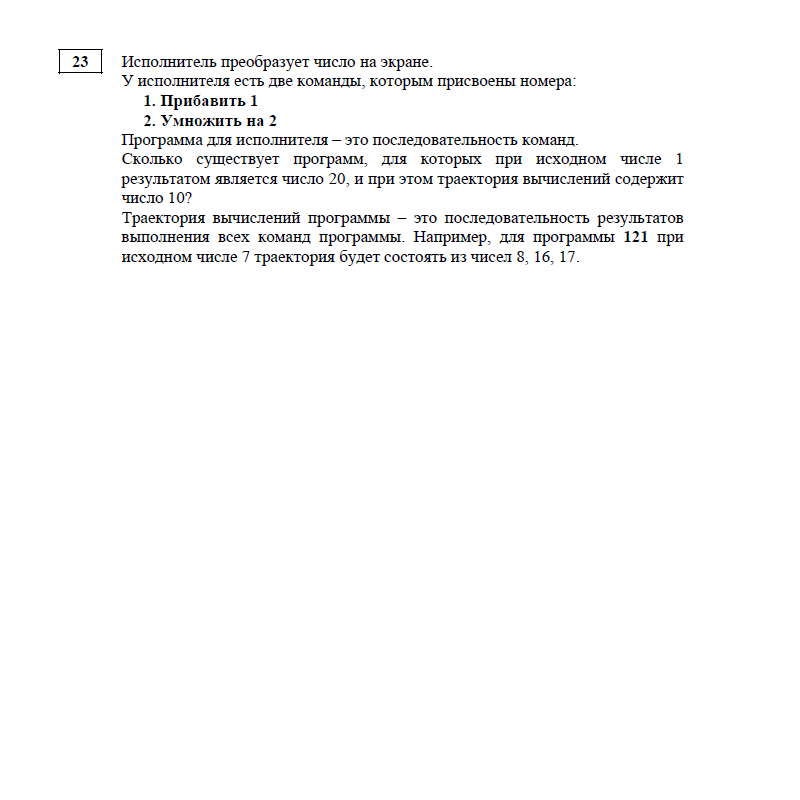 23 Исполнитель преобразует число на экране.
У исполнителя есть две команды, которым присвоены номера:
1. Прибавить 1
2. Умножить на 2
Программа для исполнителя – это последовательность команд.
Сколько существует программ, для которых при исходном числе 1
результатом является число 20, и при этом траектория вычислений содержит
число 10?
Траектория вычислений программы – это последовательность результатов
выполнения всех команд программы. Например, для программы 121 при
исходном числе 7 траектория будет состоять из чисел 8, 16, 17.